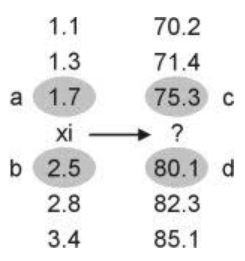 1.1 70.2
1.3 71.4
a 1.7 75.3 c
xi ?
b 2.5 80.1 d
2.8 82.3
3.4 85.1